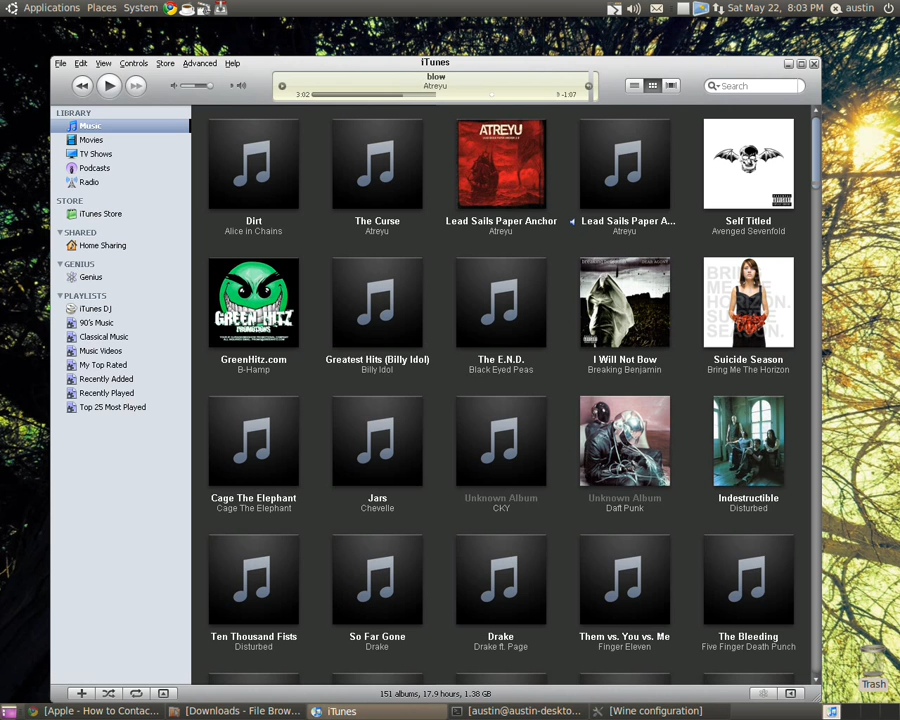 Applications Places System
Sat May 22, 8:03 PM austin
iTunes
File Edit View Controls Store Advanced Help
blow
Atreyu
3:02 -1:07
Search
LIBRARY
Music
Movies
TV Shows
Podcasts
Radio
STORE
iTunes Store
SHARED
Home Sharing
GENIUS
Genius
PLAYLISTS
iTunes DJ
90's Music
Classical Music
Music Videos
My Top Rated
Recently Added
Recently Played
Top 25 Most Played
ATREYU
Dirt
Alice in Chains
The Curse
Atreyu
Lead Sails Paper Anchor
Atreyu
Lead Sails Paper A...
Atreyu
Self Titled
Avenged Sevenfold
GREEN HITZ
PROMOTIONS
BRING
ME THE
HORIZON.
SUICIDE
SEASON.
GreenHitz.com
B-Hamp
Greatest Hits (Billy Idol)
Billy Idol
The E.N.D.
Black Eyed Peas
I Will Not Bow
Breaking Benjamin
Suicide Season
Bring Me The Horizon
Cage The Elephant
Cage The Elephant
Jars
Chevelle
Unknown Album
CKY
Unknown Album
Daft Punk
Indestructible
Disturbed
Ten Thousand Fists
Disturbed
So Far Gone
Drake
Drake
Drake ft. Page
Them vs. You vs. Me
Finger Eleven
The Bleeding
Five Finger Death Punch
151 albums, 17.9 hours, 1.38 GB
Trash
[Apple - How to Contac...
[Downloads - File Brow...
iTunes
[austin@austin-deskto...
[Wine configuration]